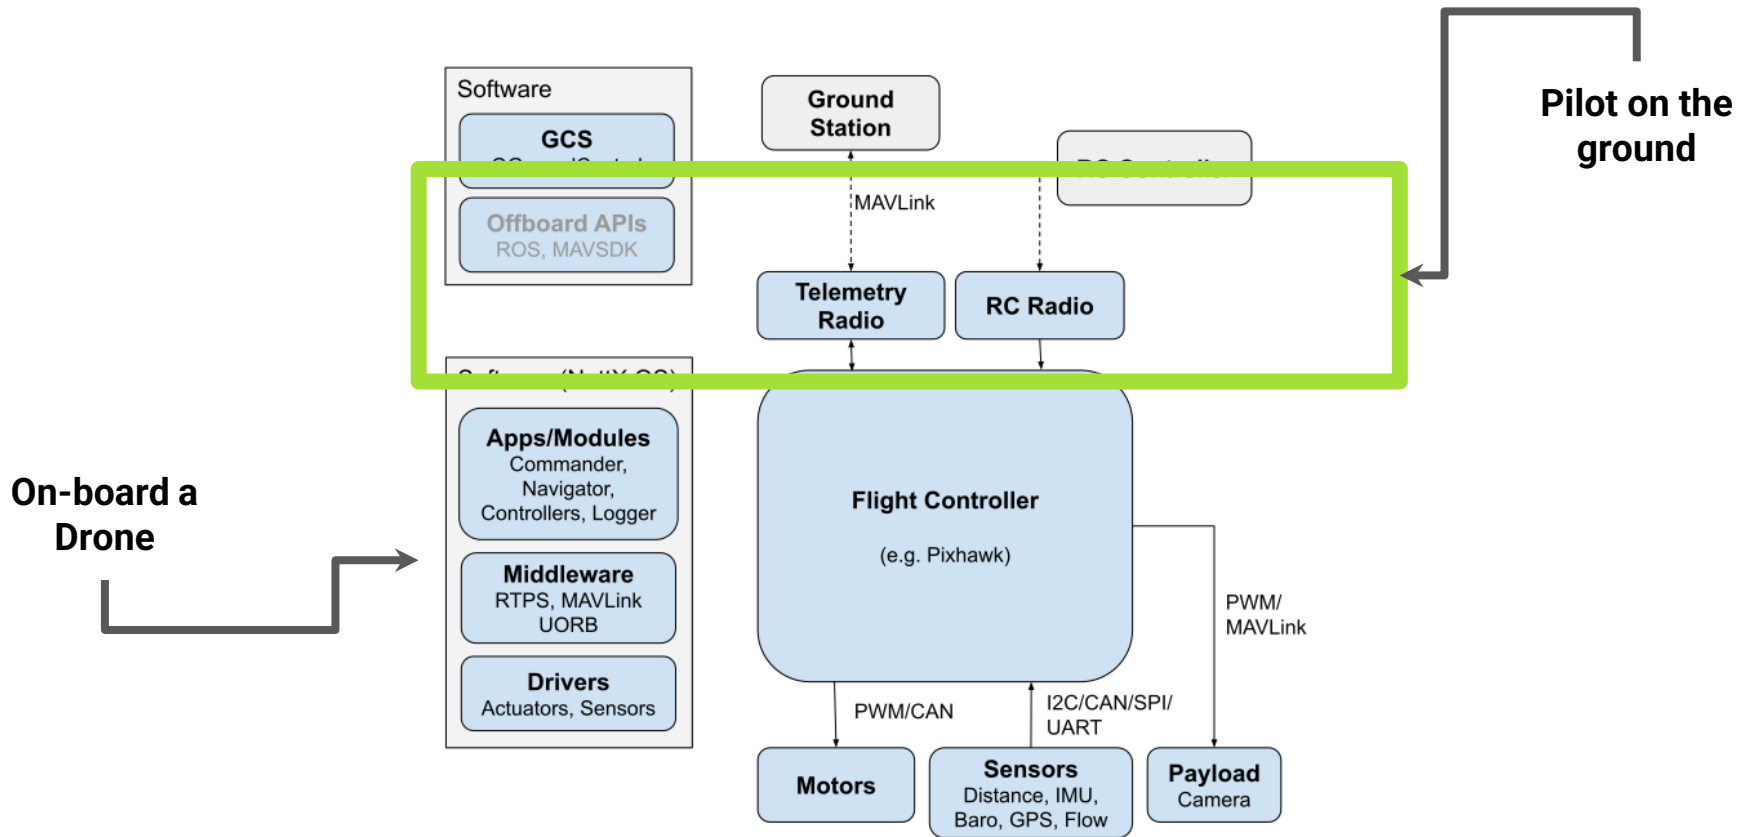 Software
GCS
Offboard APIs
ROS, MAVSDK
Ground
Station
MAVLink
Telemetry
Radio
RC Radio
Pilot on the
ground
On-board a
Drone
Apps/Modules
Commander,
Navigator,
Controllers, Logger
Middleware
RTPS, MAVLink
UORB
Drivers
Actuators, Sensors
Flight Controller
(e.g. Pixhawk)
PWM/
MAVLink
PWM/CAN
I2C/CAN/SPI/
UART
Motors
Sensors
Distance, IMU,
Baro, GPS, Flow
Payload
Camera